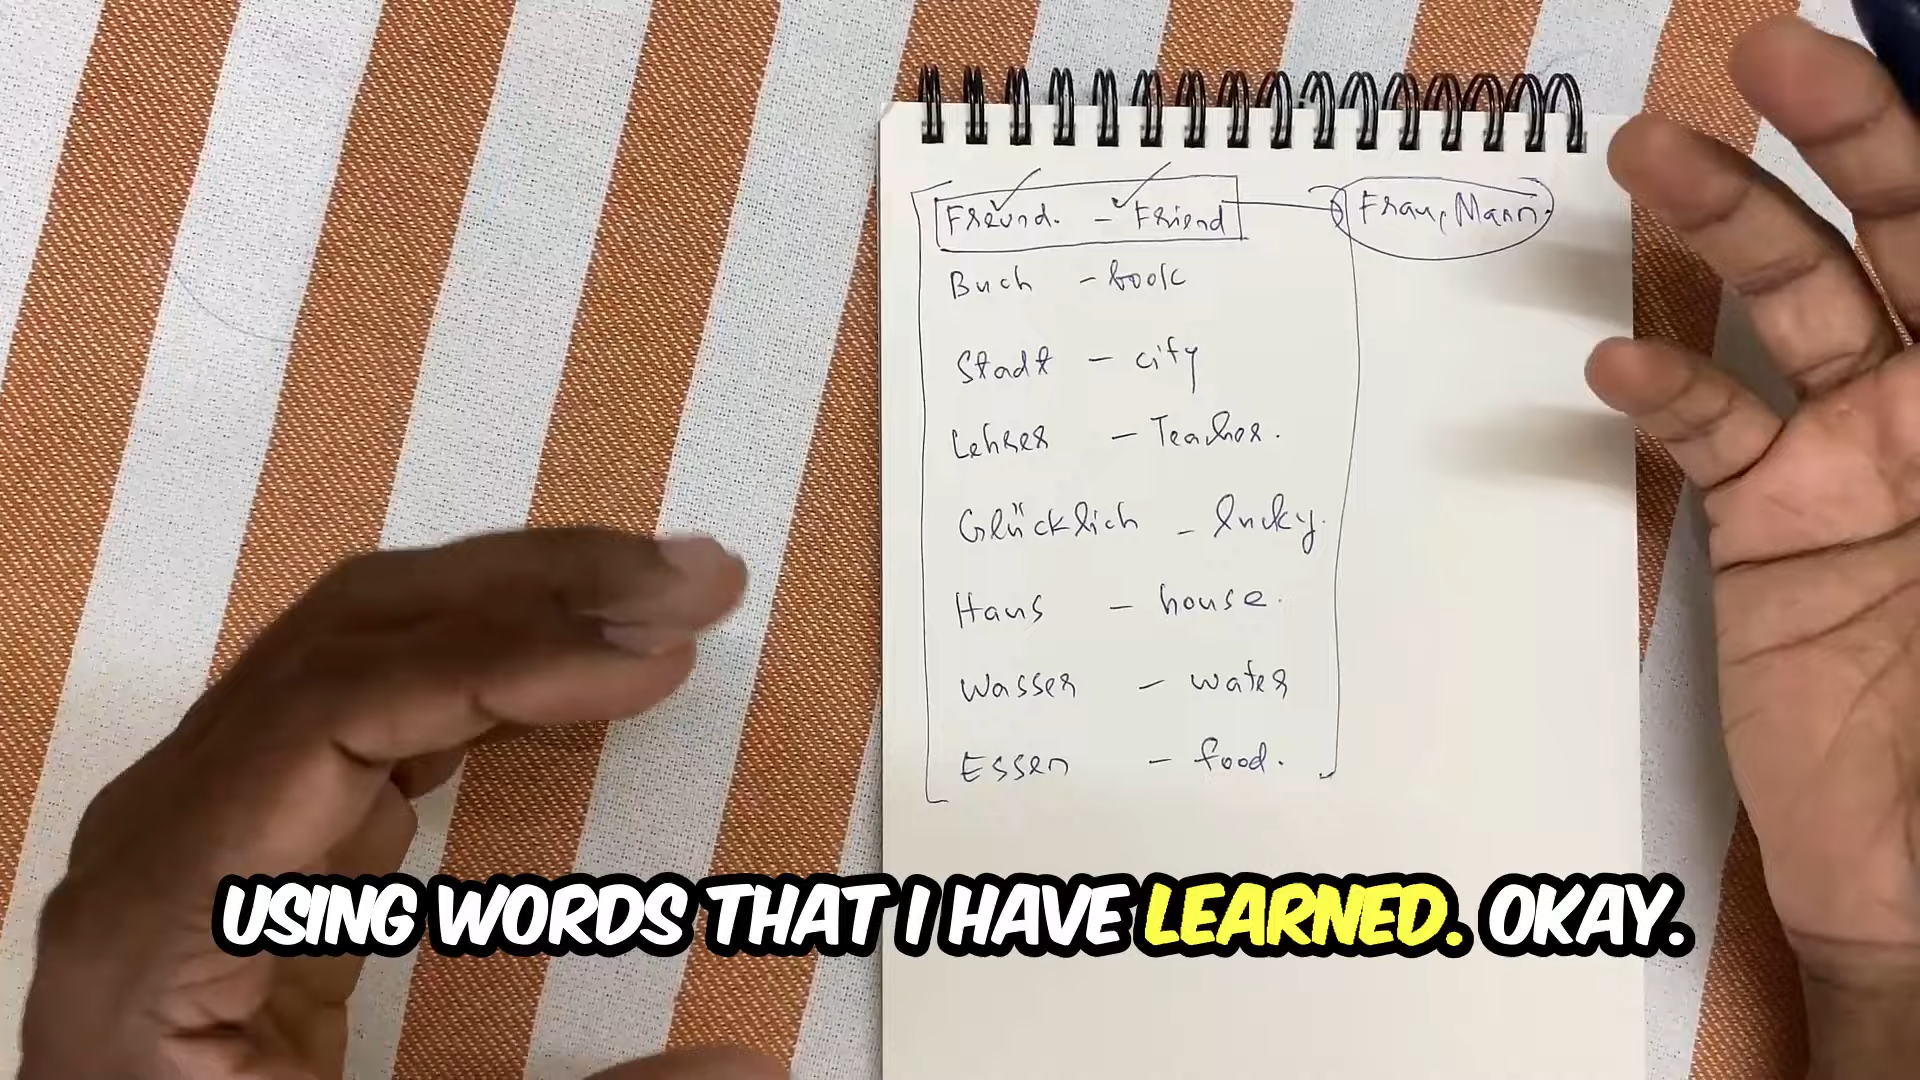 Freund. - Friend Frau, Mann.
Buch - book
Stadt - city
Lehrer - Teacher.
Glücklich - lucky.
Haus - house.
Wasser - water
Essen - food.
USING WORDS THAT I HAVE LEARNED. OKAY.